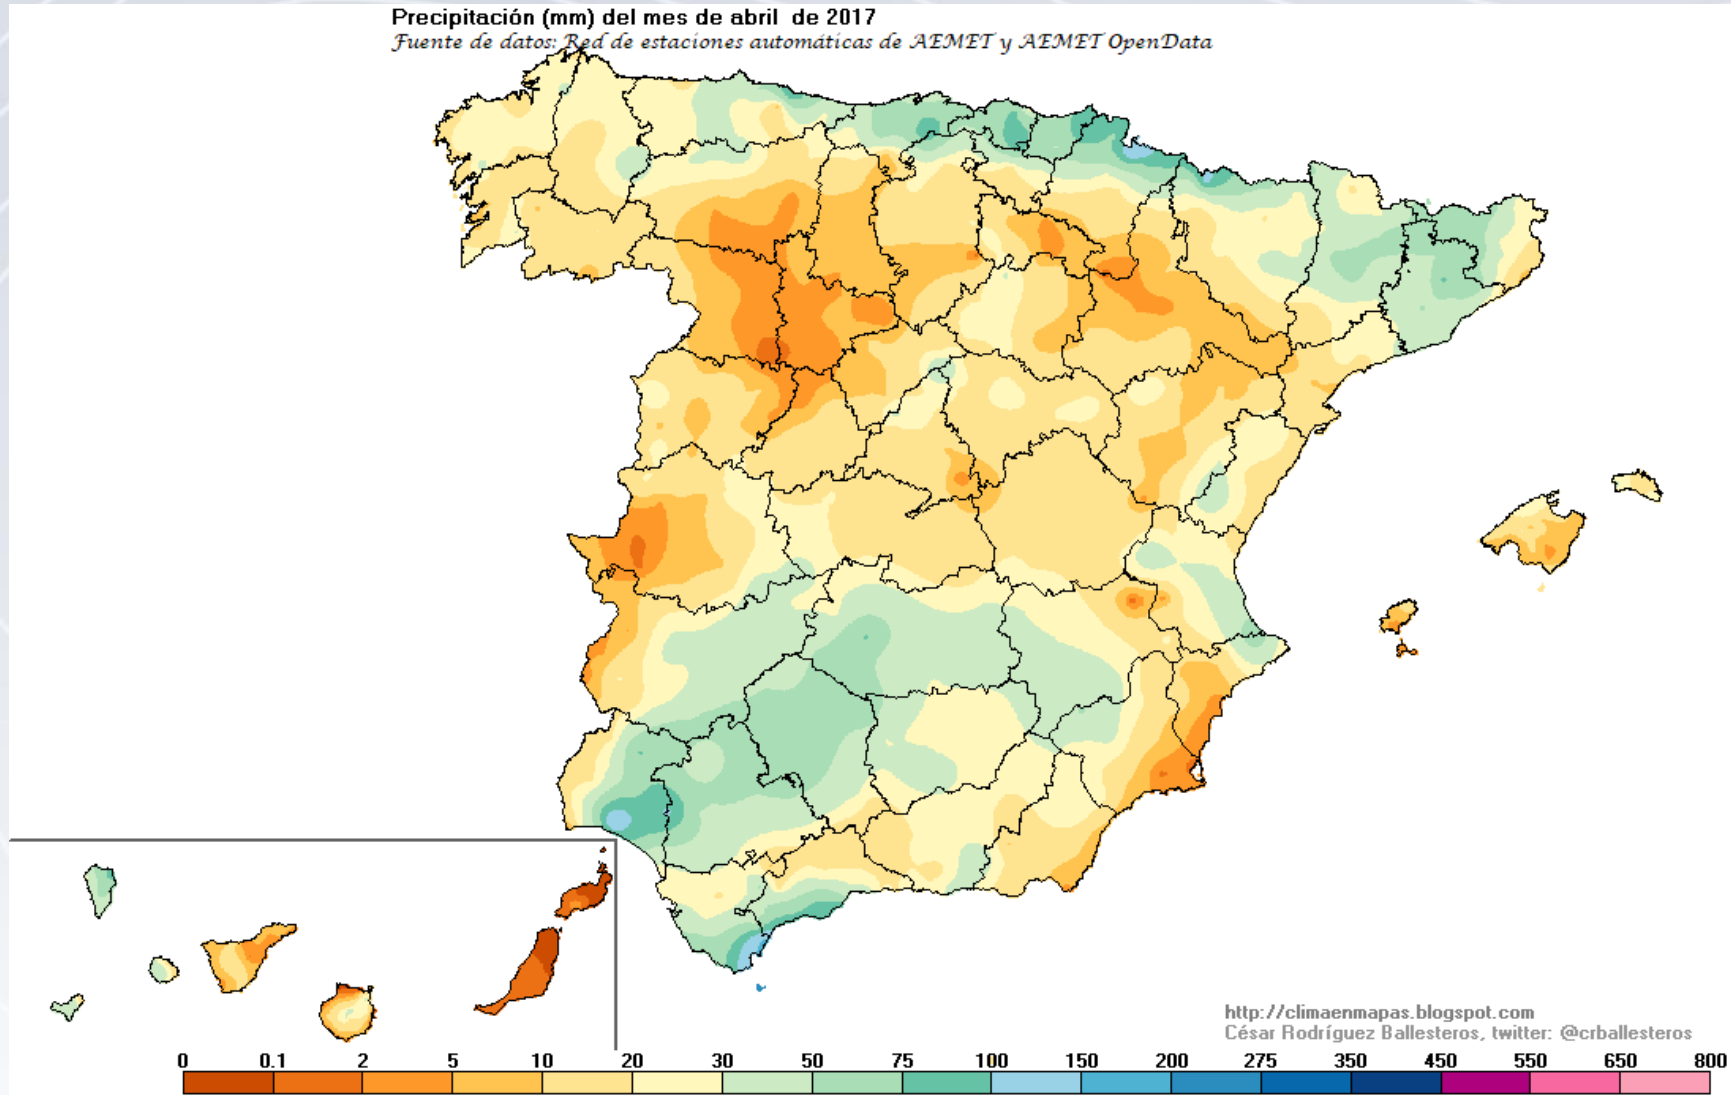 Precipitación (mm) del mes de abril  de 2017
Fuente de datos: Red de estaciones automáticas de AEMET y AEMET OpenData
http://climaenmapas.blogspot.com
César Rodríguez Ballesteros, twitter: @crballesteros
0 0.1 2 5 10 20 30 50 75 100 150 200 275 350 450 550 650 800